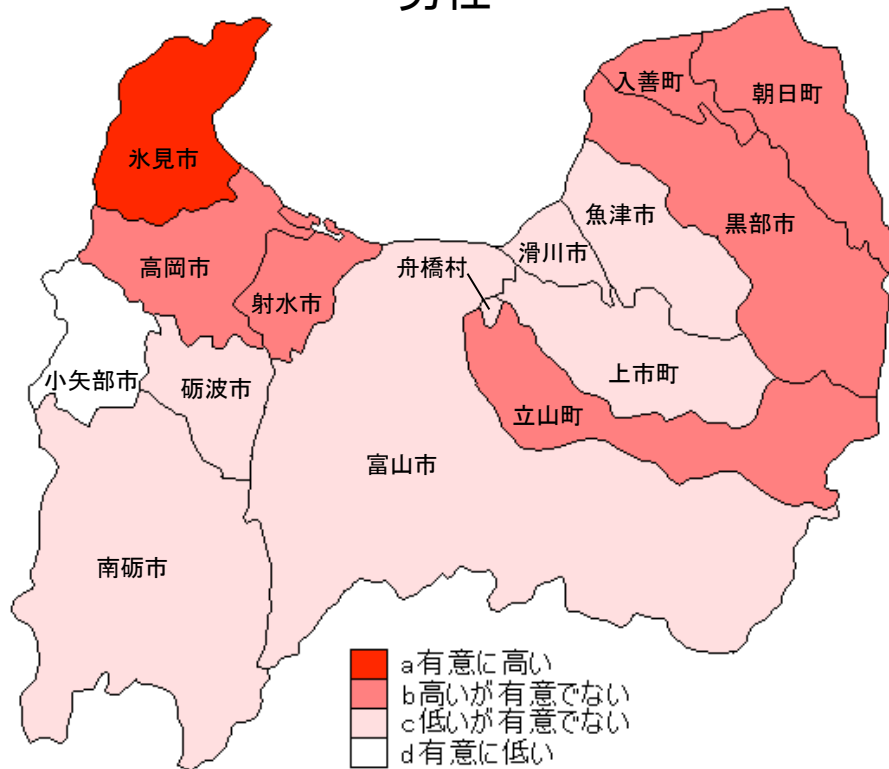 男性
入善町
朝日町
氷見市
魚津市
黒部市
滑川市
高岡市
舟橋村
射水市
小矢部市
砺波市
上市町
立山町
富山市
南砺市
a有意に高い
b高いが有意でない
c低いが有意でない
d有意に低い